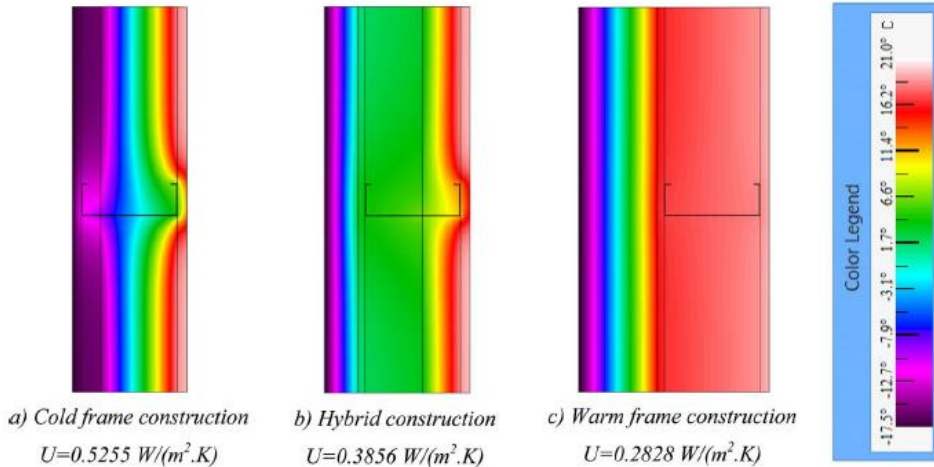 a) Cold frame construction
U=0.5255 W/(m².K)
b) Hybrid construction
U=0.3856 W/(m².K)
c) Warm frame construction
U=0.2828 W/(m².K)
Color Legend
-17.5° -12.7° -7.9° -3.1° 1.7° 6.6° 11.4° 16.2° 21.0° C